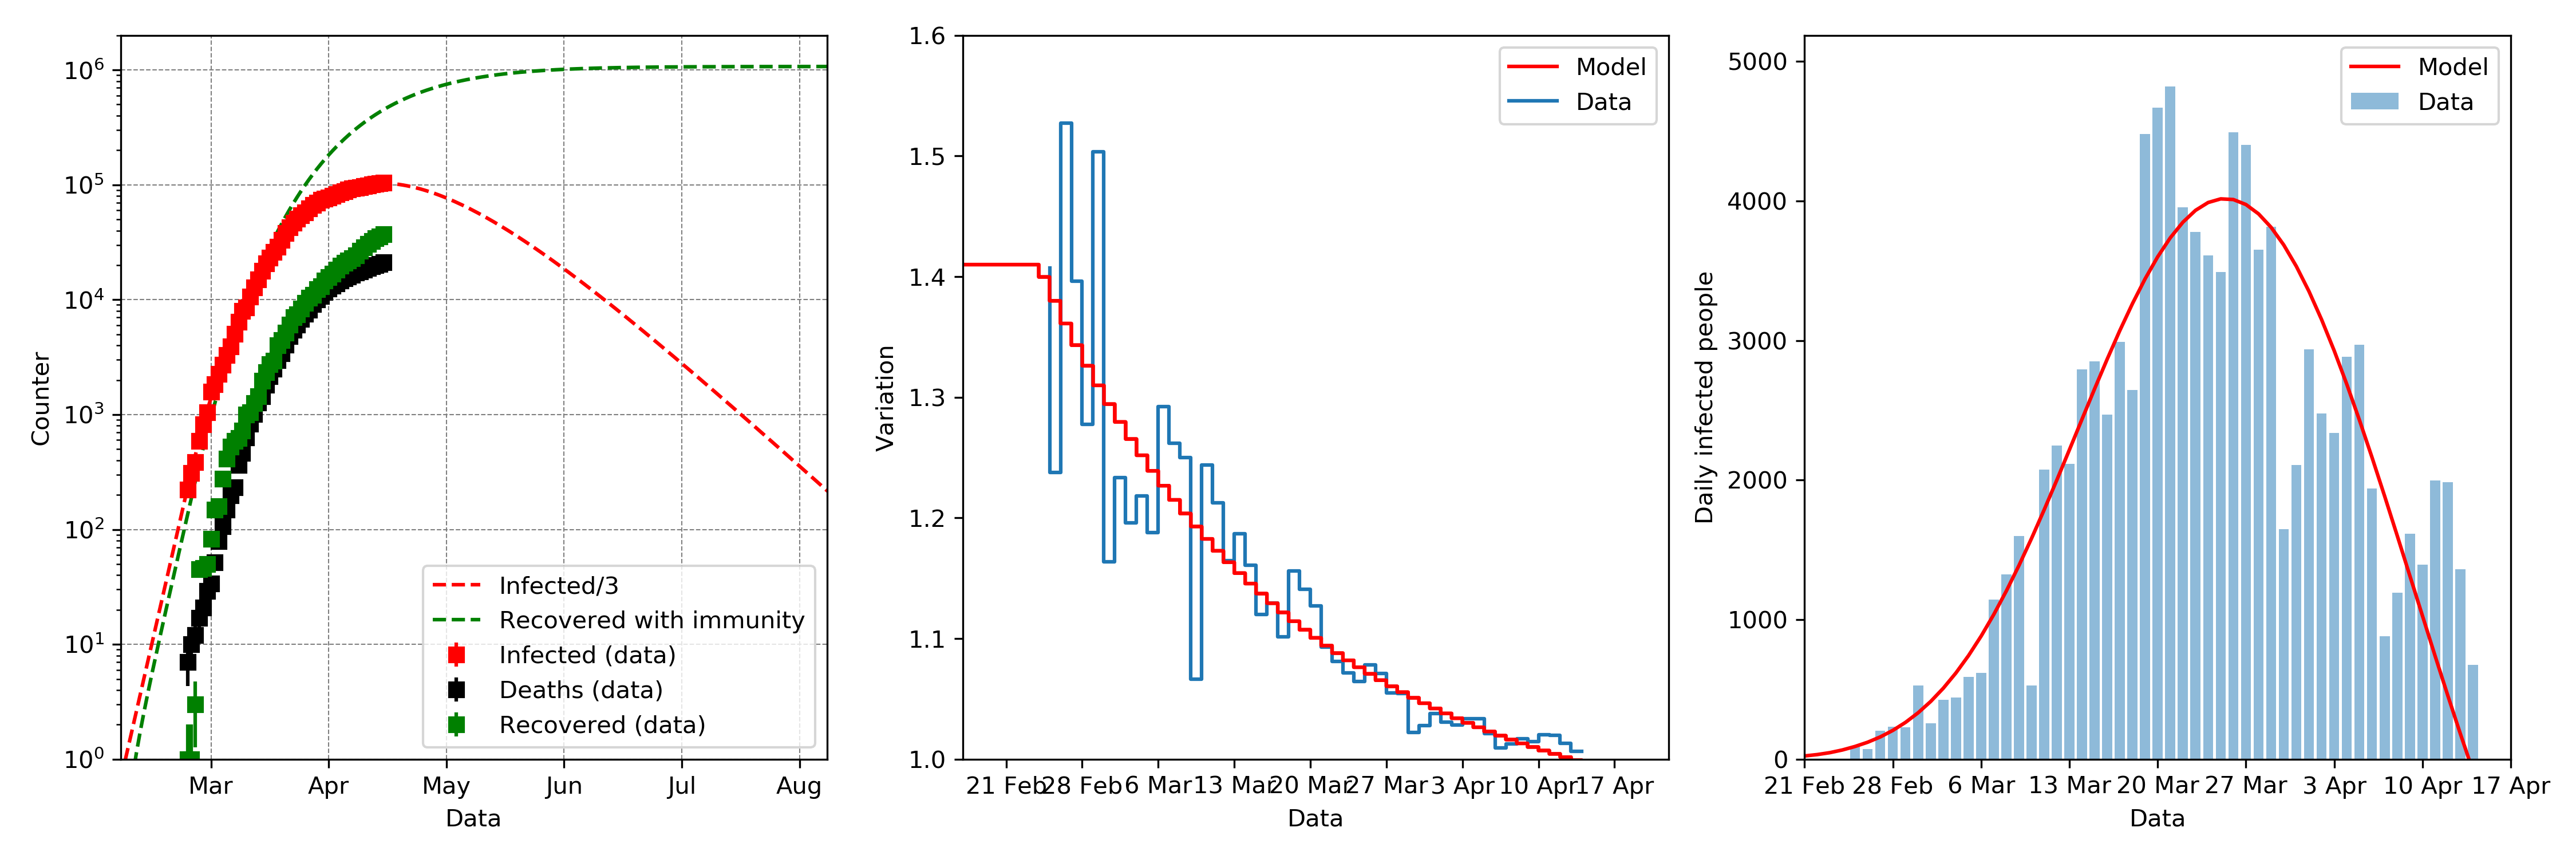 10^6
10^5
10^4
10^3
10^2
10^1
10^0
Counter
Infected/3
Recovered with immunity
Infected (data)
Deaths (data)
Recovered (data)
Mar Apr May Jun Jul Aug
Data
1.6
1.5
1.4
1.3
1.2
1.1
1.0
Variation
Model
Data
21 Feb 28 Feb 6 Mar 13 Mar 20 Mar 27 Mar 3 Apr 10 Apr 17 Apr
Data
5000
4000
3000
2000
1000
0
Daily infected people
Model
Data
21 Feb 28 Feb 6 Mar 13 Mar 20 Mar 27 Mar 3 Apr 10 Apr 17 Apr
Data